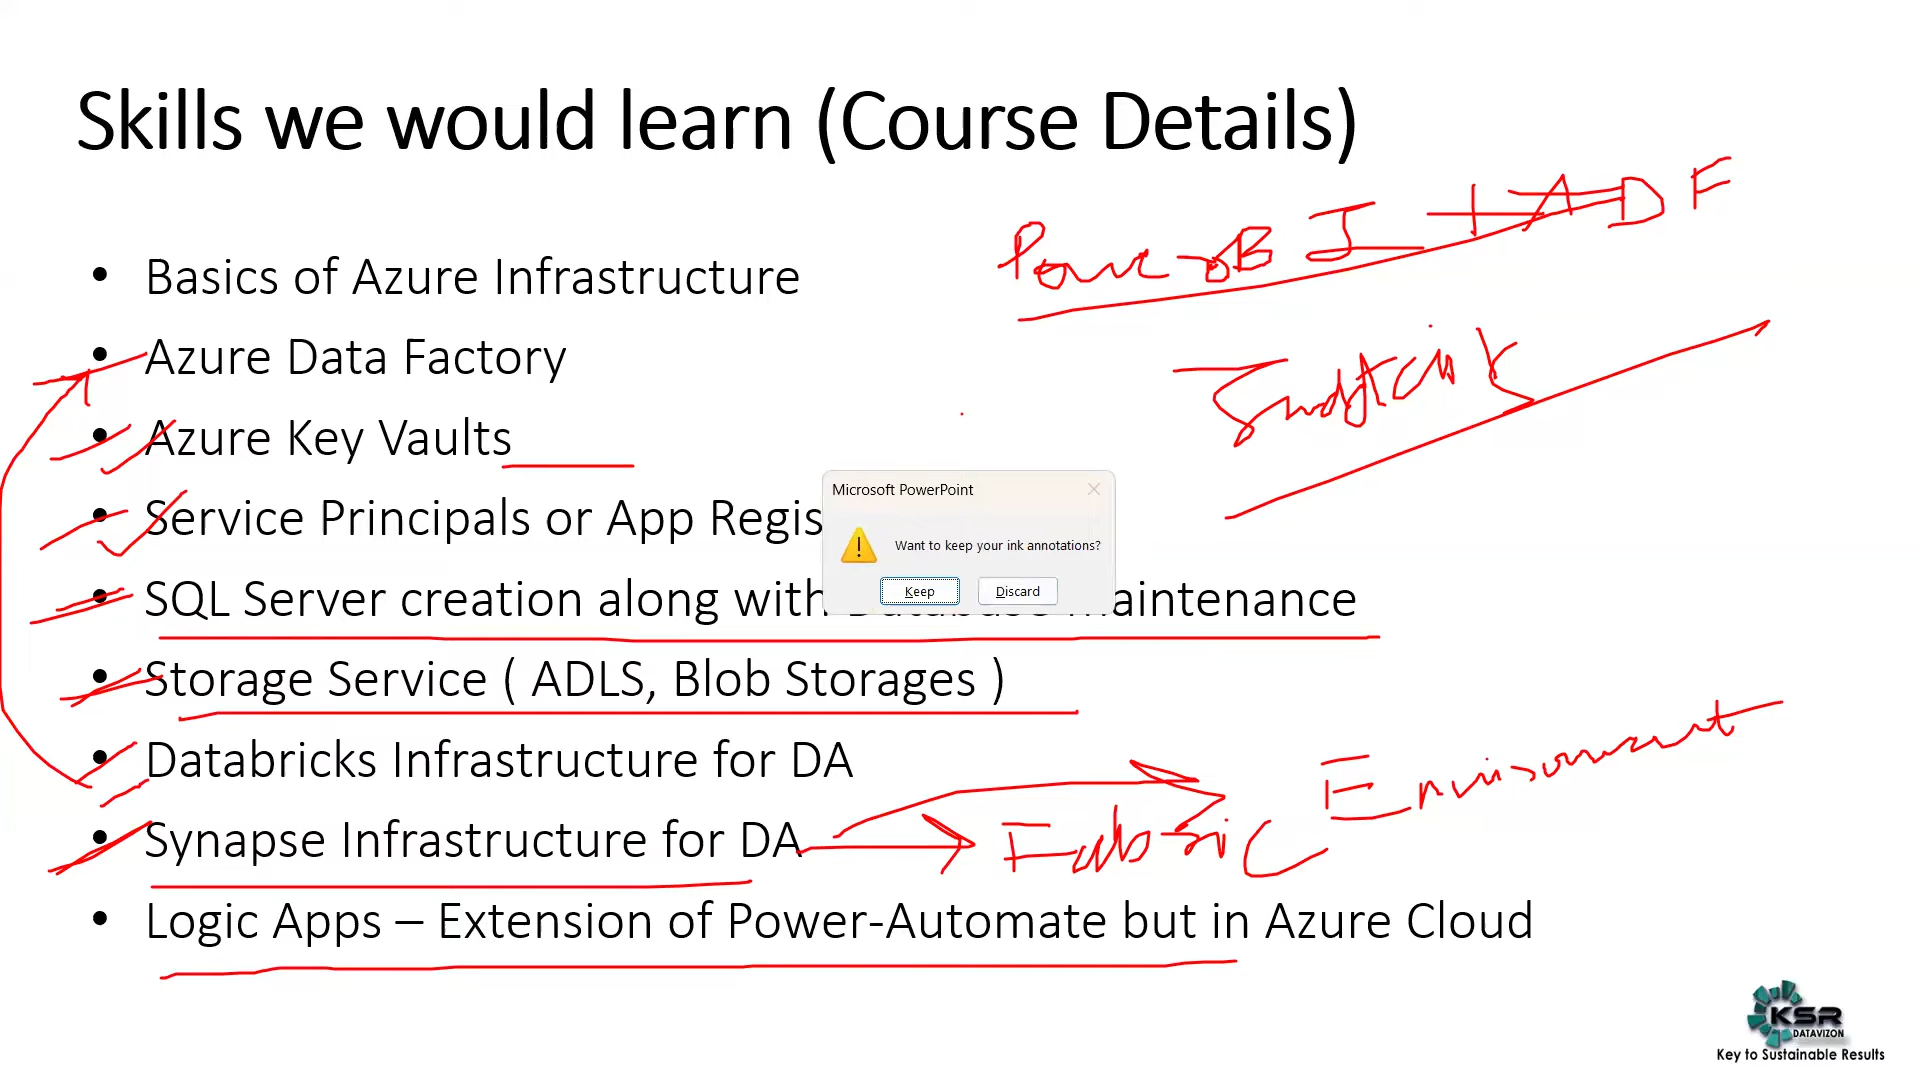 Skills we would learn (Course Details)
Power BI + ADF
• Basics of Azure Infrastructure
• Azure Data Factory
• Azure Key Vaults
• Service Principals or App Regis
Microsoft PowerPoint
Want to keep your ink annotations?
Keep Discard
• SQL Server creation along with Database maintenance
• Storage Service ( ADLS, Blob Storages )
• Databricks Infrastructure for DA
Environment
• Synapse Infrastructure for DA
Fabric
• Logic Apps – Extension of Power-Automate but in Azure Cloud
KSR
DATAVIZON
Key to Sustainable Results